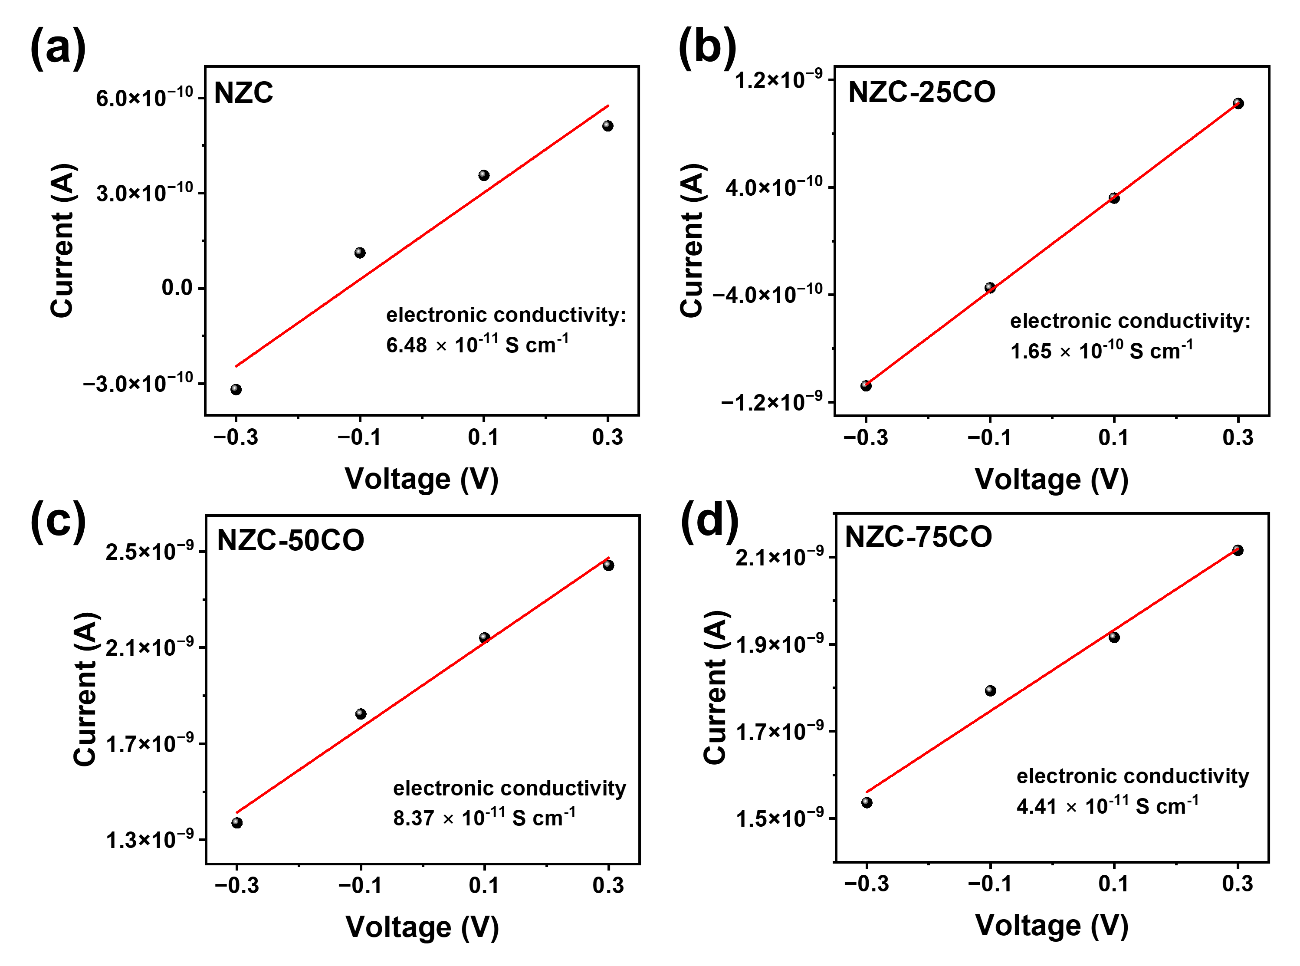 (a)
NZC
6.0×10⁻¹⁰
3.0×10⁻¹⁰
0.0
−3.0×10⁻¹⁰
Current (A)
electronic conductivity:
6.48 × 10⁻¹¹ S cm⁻¹
−0.3 −0.1 0.1 0.3
Voltage (V)
(b)
NZC-25CO
1.2×10⁻⁹
4.0×10⁻¹⁰
−4.0×10⁻¹⁰
−1.2×10⁻⁹
Current (A)
electronic conductivity:
1.65 × 10⁻¹⁰ S cm⁻¹
−0.3 −0.1 0.1 0.3
Voltage (V)
(c)
NZC-50CO
2.5×10⁻⁹
2.1×10⁻⁹
1.7×10⁻⁹
1.3×10⁻⁹
Current (A)
electronic conductivity
8.37 × 10⁻¹¹ S cm⁻¹
−0.3 −0.1 0.1 0.3
Voltage (V)
(d)
NZC-75CO
2.1×10⁻⁹
1.9×10⁻⁹
1.7×10⁻⁹
1.5×10⁻⁹
Current (A)
electronic conductivity
4.41 × 10⁻¹¹ S cm⁻¹
−0.3 −0.1 0.1 0.3
Voltage (V)